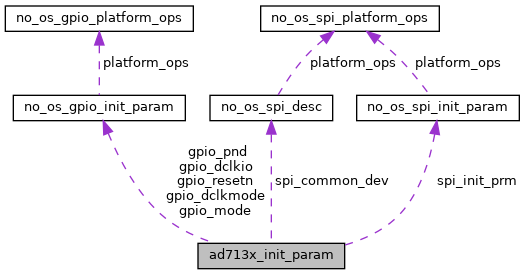 no_os_gpio_platform_ops
no_os_spi_platform_ops
platform_ops
platform_ops
platform_ops
no_os_gpio_init_param
no_os_spi_desc
no_os_spi_init_param
gpio_pnd
gpio_dclkio
gpio_resetn
gpio_dclkmode
gpio_mode
spi_common_dev
spi_init_prm
ad713x_init_param